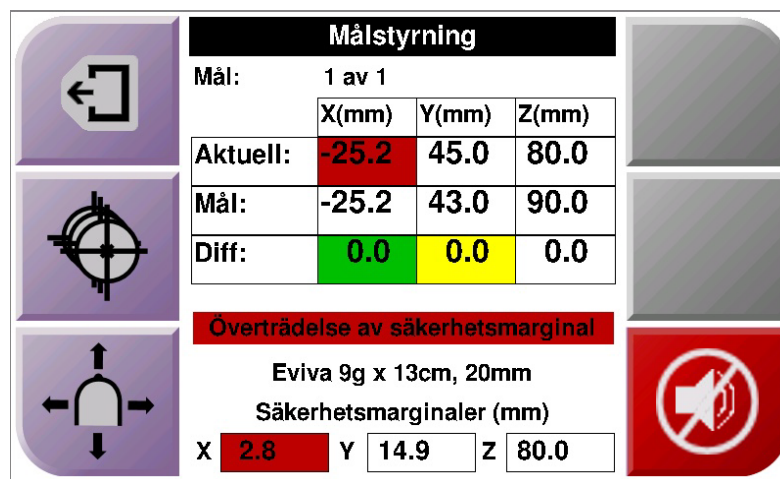 Målstyrning
Mål: 1 av 1
X(mm) Y(mm) Z(mm)
Aktuell: -25.2 45.0 80.0
Mål: -25.2 43.0 90.0
Diff: 0.0 0.0 0.0
Överträdelse av säkerhetsmarginal
Eviva 9g x 13cm, 20mm
Säkerhetsmarginaler (mm)
X 2.8 Y 14.9 Z 80.0